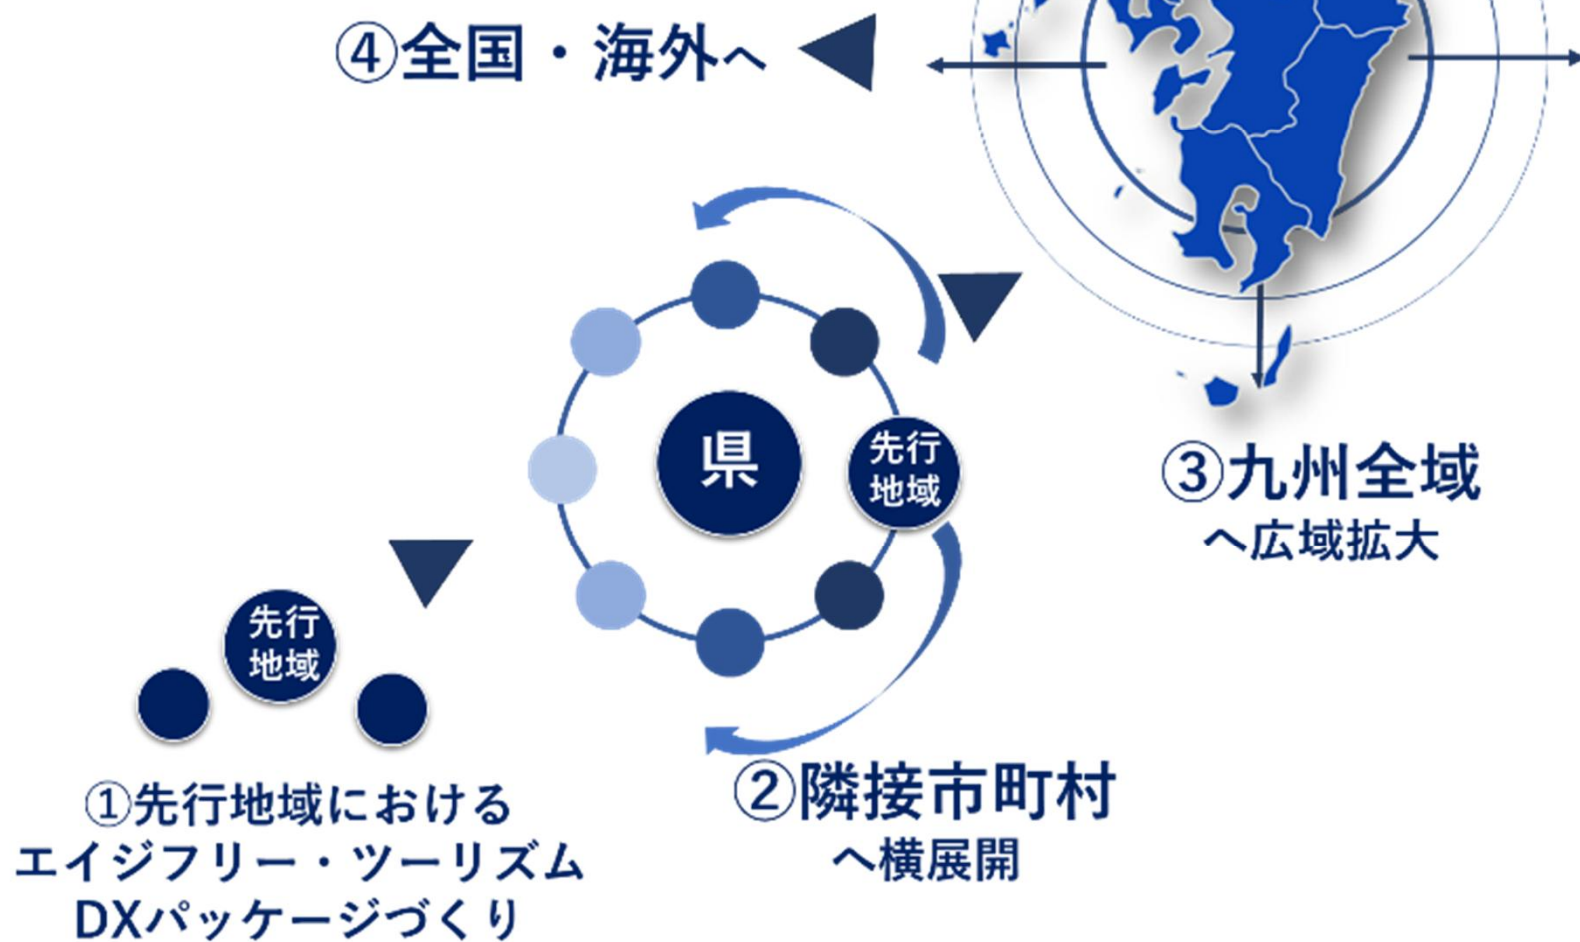 ④全国・海外へ
県
先行
地域
③九州全域
へ広域拡大
先行
地域
①先行地域における
エイジフリー・ツーリズム
DXパッケージづくり
②隣接市町村
へ横展開